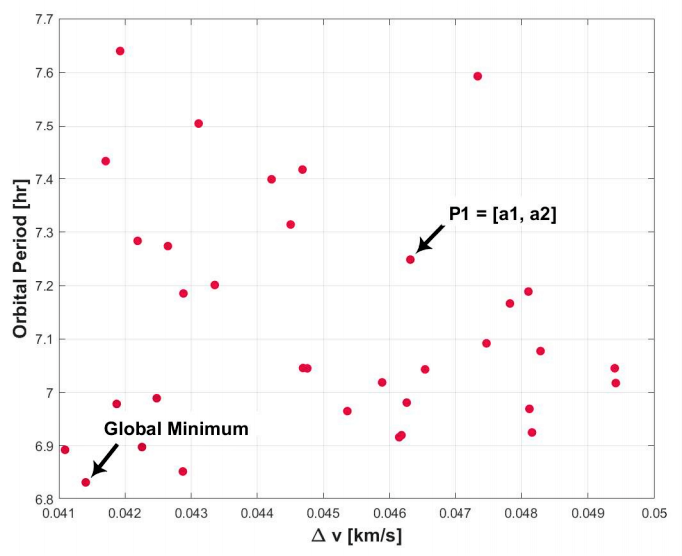 7.7
7.6
7.5
7.4
7.3
7.2
7.1
7
6.9
6.8
Orbital Period [hr]
P1 = [a1, a2]
Global Minimum
0.041 0.042 0.043 0.044 0.045 0.046 0.047 0.048 0.049 0.05
Δ v [km/s]